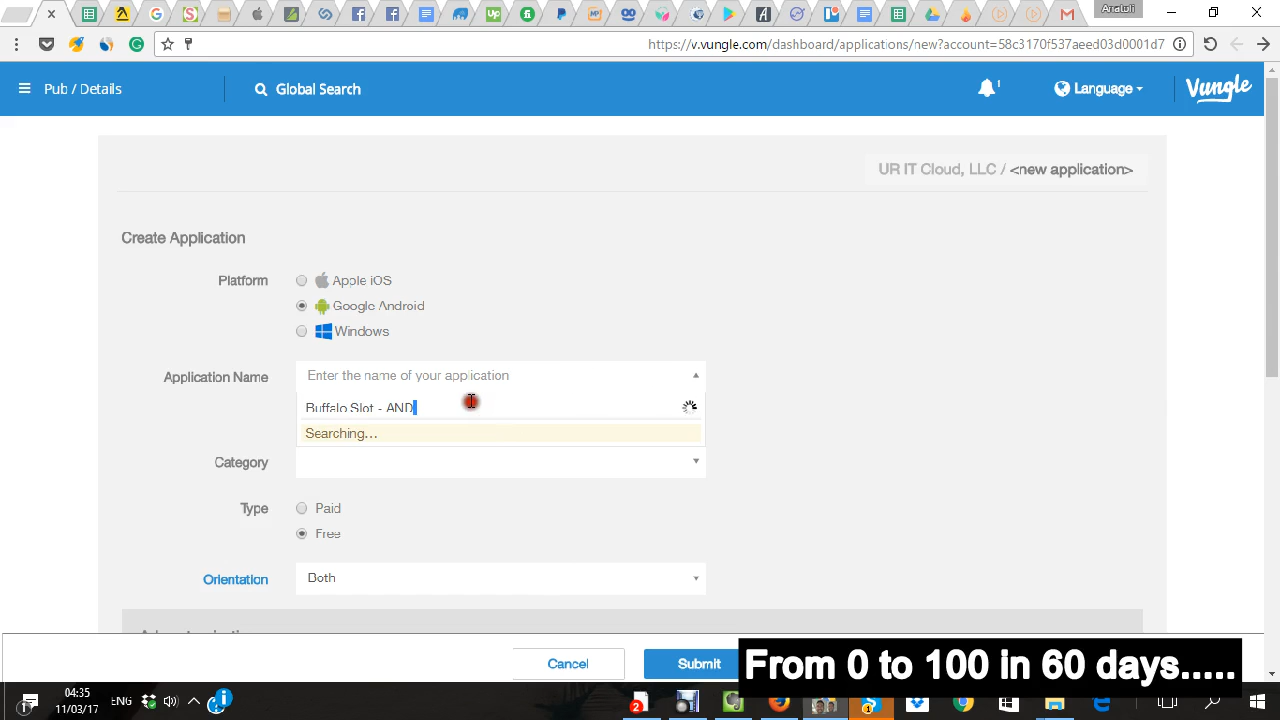 Anatoli
https://v.vungle.com/dashboard/applications/new?account=58c3170f537aeed03d0001d7
Pub / Details
Global Search
1
Language
Vungle
UR IT Cloud, LLC / <new application>
Create Application
Platform
Apple iOS
Google Android
Windows
Application Name
Enter the name of your application
Buffalo Slot - AND
Searching…
Category
Type
Paid
Free
Orientation
Both
Cancel
Submit
From 0 to 100 in 60 days.....
04:35
11/03/17
ENG